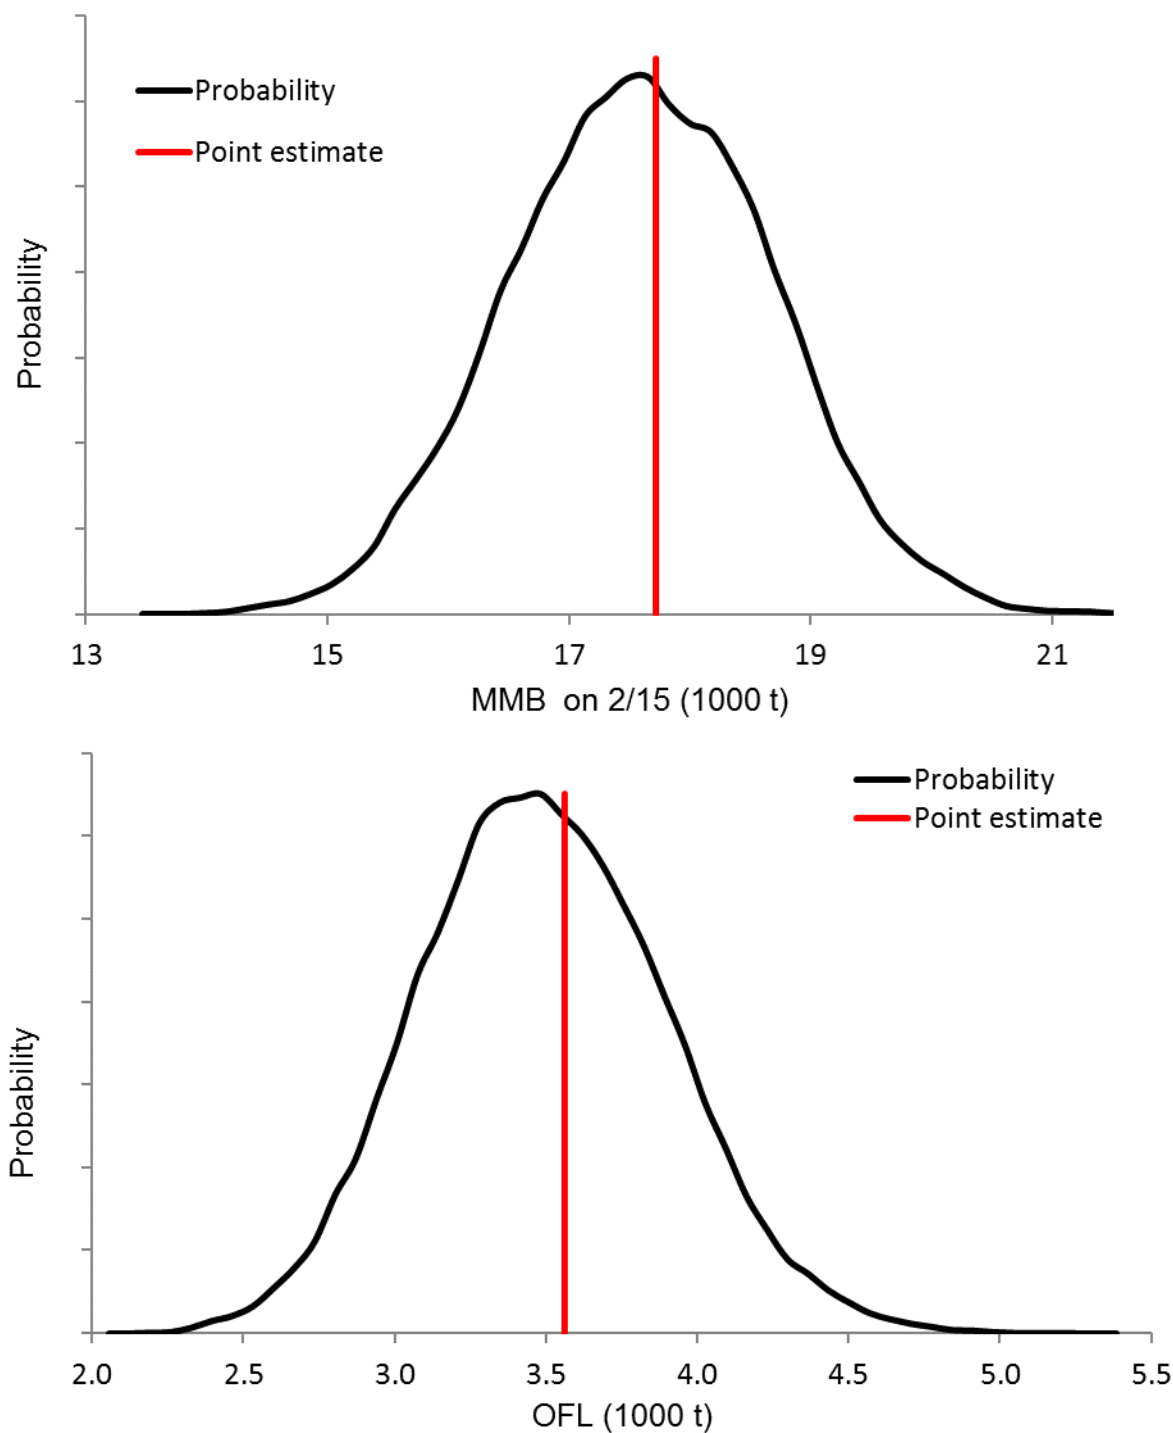 Probability
Point estimate
Probability
13 15 17 19 21
MMB on 2/15 (1000 t)
Probability
Point estimate
Probability
2.0 2.5 3.0 3.5 4.0 4.5 5.0 5.5
OFL (1000 t)